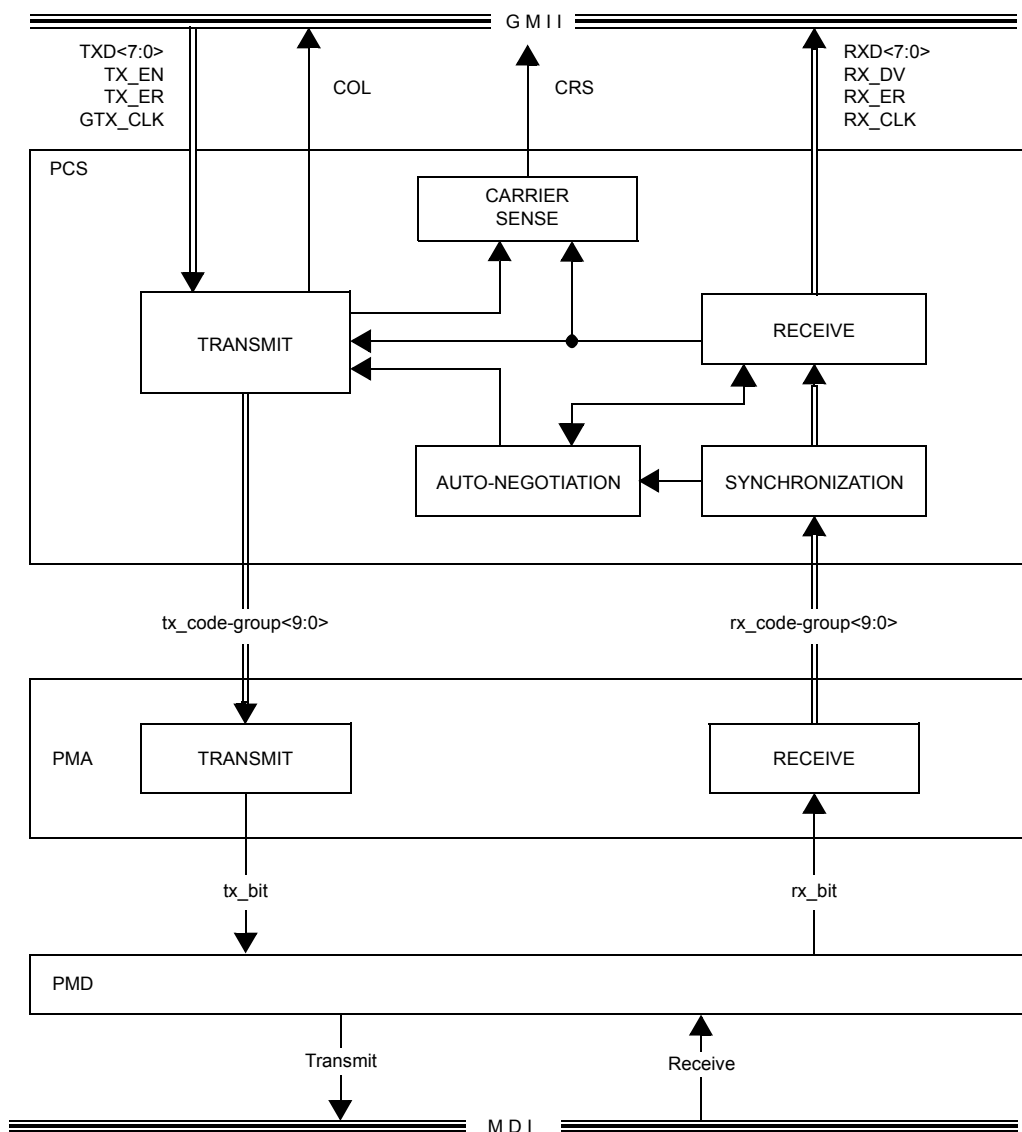 G M I I
TXD<7:0>
TX_EN
TX_ER
GTX_CLK
COL
CRS
RXD<7:0>
RX_DV
RX_ER
RX_CLK
PCS
CARRIER
SENSE
TRANSMIT
RECEIVE
AUTO-NEGOTIATION
SYNCHRONIZATION
tx_code-group<9:0>
rx_code-group<9:0>
PMA
TRANSMIT
RECEIVE
tx_bit
rx_bit
PMD
Transmit
Receive
M D I